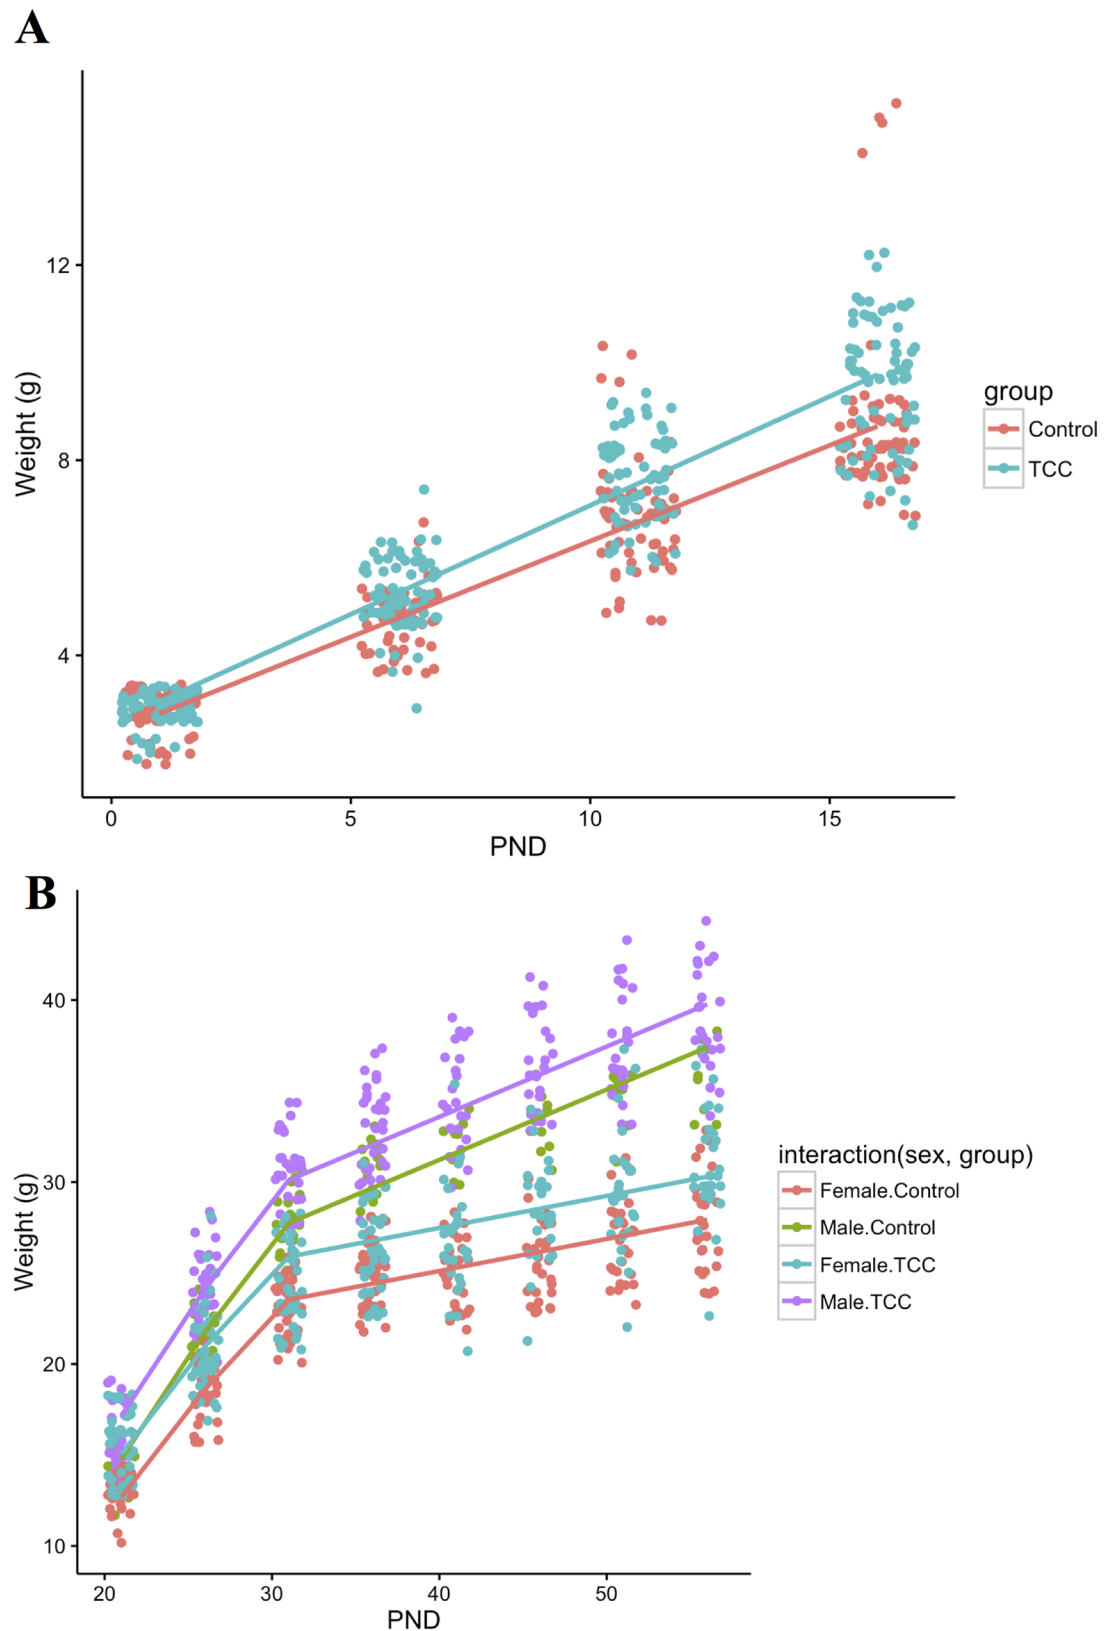 A
12
8
4
Weight (g)
0 5 10 15
PND
group
Control
TCC
B
40
30
20
10
Weight (g)
20 30 40 50
PND
interaction(sex, group)
Female.Control
Male.Control
Female.TCC
Male.TCC